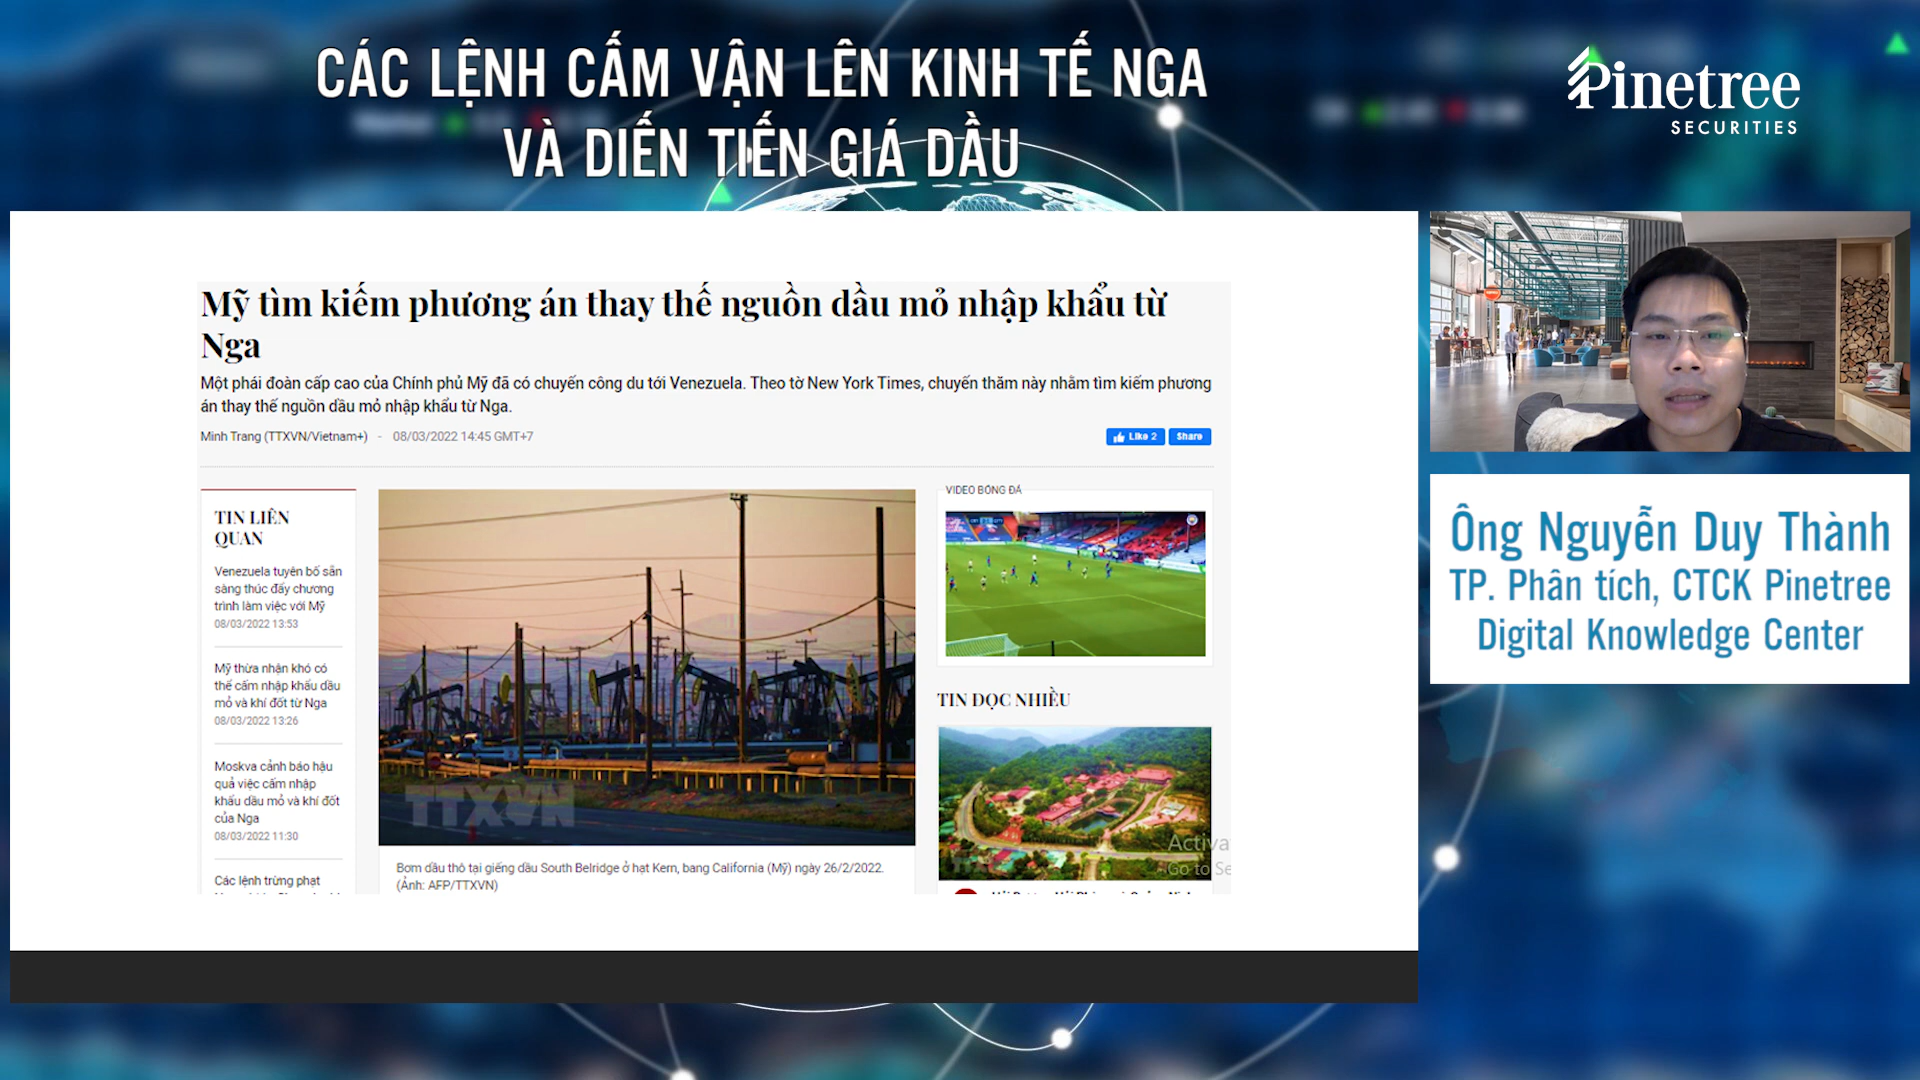 CÁC LỆNH CẤM VẬN LÊN KINH TẾ NGA
VÀ DIẾN TIẾN GIÁ DẦU
Pinetree
SECURITIES
Mỹ tìm kiếm phương án thay thế nguồn dầu mỏ nhập khẩu từ
Nga
Một phái đoàn cấp cao của Chính phủ Mỹ đã có chuyến công du tới Venezuela. Theo tờ New York Times, chuyến thăm này nhằm tìm kiếm phương
án thay thế nguồn dầu mỏ nhập khẩu từ Nga.
Minh Trang (TTXVN/Vietnam+) - 08/03/2022 14:45 GMT+7
Like 2 Share
TIN LIÊN
QUAN
Venezuela tuyên bố sẵn
sàng thúc đẩy chương
trình làm việc với Mỹ
08/03/2022 13:53
Mỹ thừa nhận khó có
thể cấm nhập khẩu dầu
mỏ và khí đốt từ Nga
08/03/2022 13:26
Moskva cảnh báo hậu
quả việc cấm nhập
khẩu dầu mỏ và khí đốt
của Nga
08/03/2022 11:30
Các lệnh trừng phạt
TTXVN
Bơm dầu thô tại giếng dầu South Belridge ở hạt Kern, bang California (Mỹ) ngày 26/2/2022.
(Ảnh: AFP/TTXVN)
VIDEO BÓNG ĐÁ
TIN ĐỌC NHIỀU
Activa
Go to Se
Ông Nguyễn Duy Thành
TP. Phân tích, CTCK Pinetree
Digital Knowledge Center